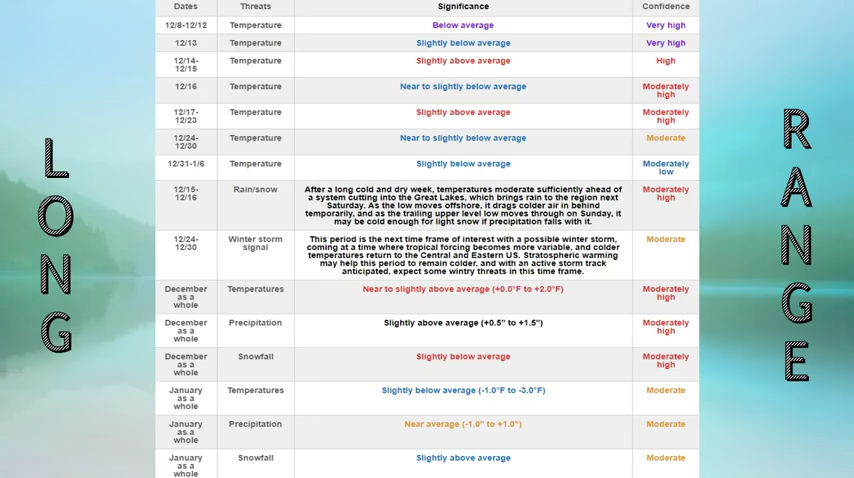 LONG
Dates Threats Significance Confidence
12/8-12/12 Temperature Below average Very high
12/13 Temperature Slightly below average Very high
12/14-
12/15 Temperature Slightly above average High
12/16 Temperature Near to slightly below average Moderately
high
12/17-
12/23 Temperature Slightly above average Moderately
high
12/24-
12/30 Temperature Near to slightly below average Moderate
12/31-1/6 Temperature Slightly below average Moderately
low
12/15-
12/16 Rain/snow After a long cold and dry week, temperatures moderate sufficiently ahead of
a system cutting into the Great Lakes, which brings rain to the region next
Saturday. As the low moves offshore, it drags colder air in behind
temporarily, and as the trailing upper level low moves through on Sunday, it
may be cold enough for light snow if precipitation falls with it.
Moderately
high
12/24-
12/30 Winter storm
signal
This period is the next time frame of interest with a possible winter storm,
coming at a time where tropical forcing becomes more variable, and colder
temperatures return to the Central and Eastern US. Stratospheric warming
may help this period to remain colder, and with an active storm track
anticipated, expect some wintry threats in this time frame.
Moderate
December
as a
whole Temperatures Near to slightly above average (+0.0°F to +2.0°F) Moderately
high
December
as a
whole Precipitation Slightly above average (+0.5" to +1.5") Moderately
high
December
as a
whole Snowfall Slightly below average Moderately
high
January
as a
whole Temperatures Slightly below average (-1.0°F to -3.0°F) Moderate
January
as a
whole Precipitation Near average (-1.0" to +1.0") Moderate
January
as a
whole Snowfall Slightly above average Moderate
RANGE